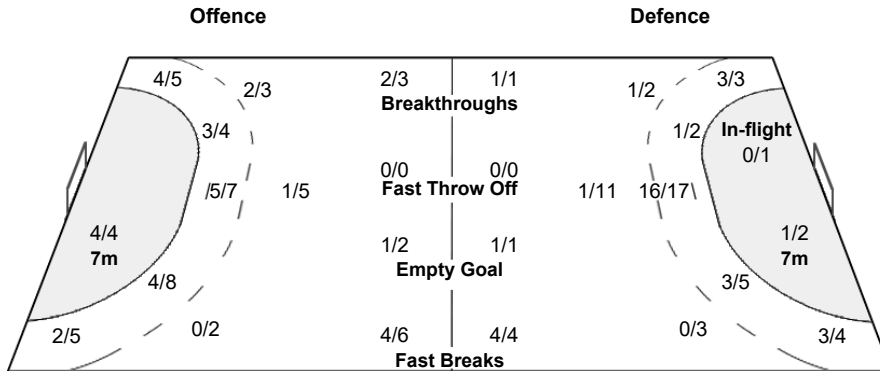 Offence Defence
4/5 2/3 2/3 1/1 1/2 3/3
Breakthroughs
3/4 1/2 In-flight
0/1
0/0 0/0
5/7 1/5 Fast Throw Off 1/11 16/17
4/4 1/2
7m 7m
1/2 1/1
Empty Goal
4/8 3/5
2/5 0/2 4/6 4/4 0/3 3/4
Fast Breaks